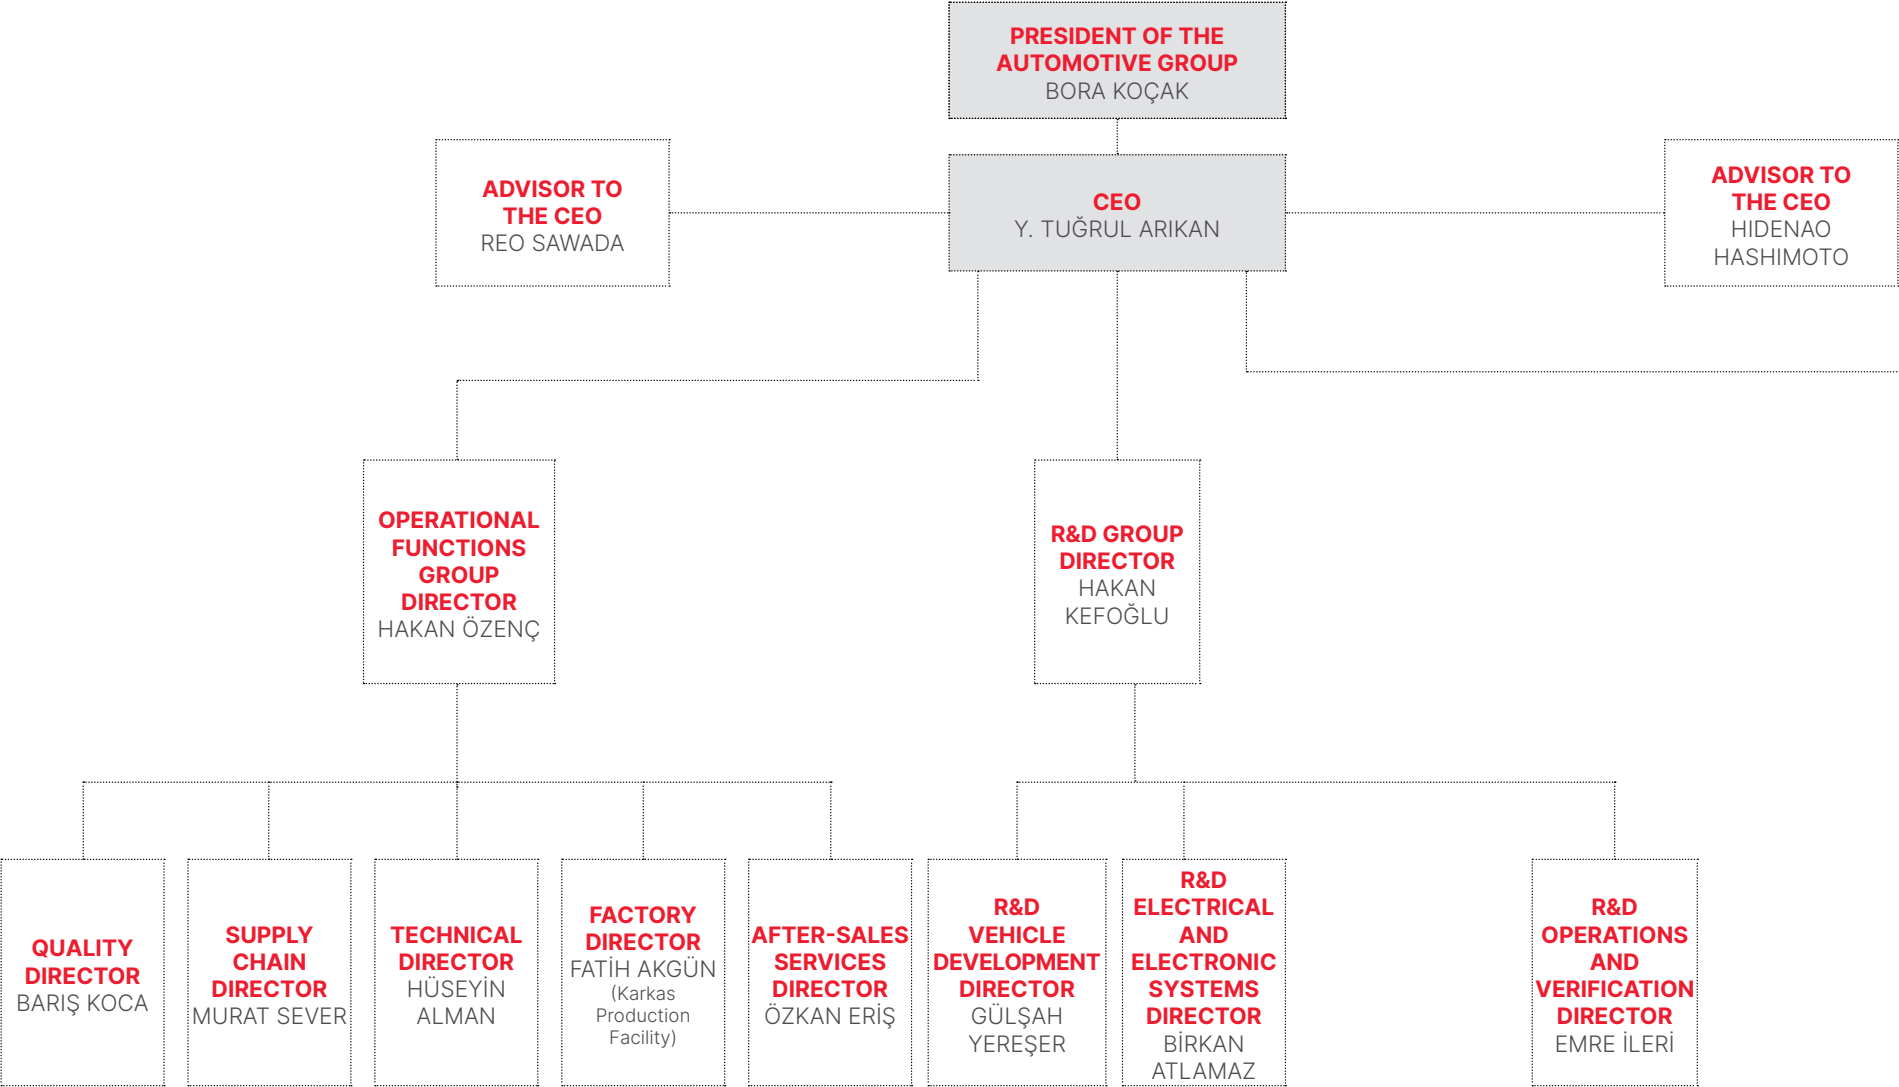 PRESIDENT OF THE
AUTOMOTIVE GROUP
BORA KOÇAK
ADVISOR TO
THE CEO
REO SAWADA
CEO
Y. TUĞRUL ARIKAN
ADVISOR TO
THE CEO
HIDENAO
HASHIMOTO
OPERATIONAL
FUNCTIONS
GROUP
DIRECTOR
HAKAN ÖZENÇ
R&D GROUP
DIRECTOR
HAKAN
KEFOĞLU
QUALITY
DIRECTOR
BARIŞ KOCA
SUPPLY
CHAIN
DIRECTOR
MURAT SEVER
TECHNICAL
DIRECTOR
HÜSEYİN
ALMAN
FACTORY
DIRECTOR
FATİH AKGÜN
(Karkas
Production
Facility)
AFTER-SALES
SERVICES
DIRECTOR
ÖZKAN ERİŞ
R&D
VEHICLE
DEVELOPMENT
DIRECTOR
GÜLŞAH
YEREŞER
R&D
ELECTRICAL
AND
ELECTRONIC
SYSTEMS
DIRECTOR
BİRKAN
ATLAMAZ
R&D
OPERATIONS
AND
VERIFICATION
DIRECTOR
EMRE İLERİ